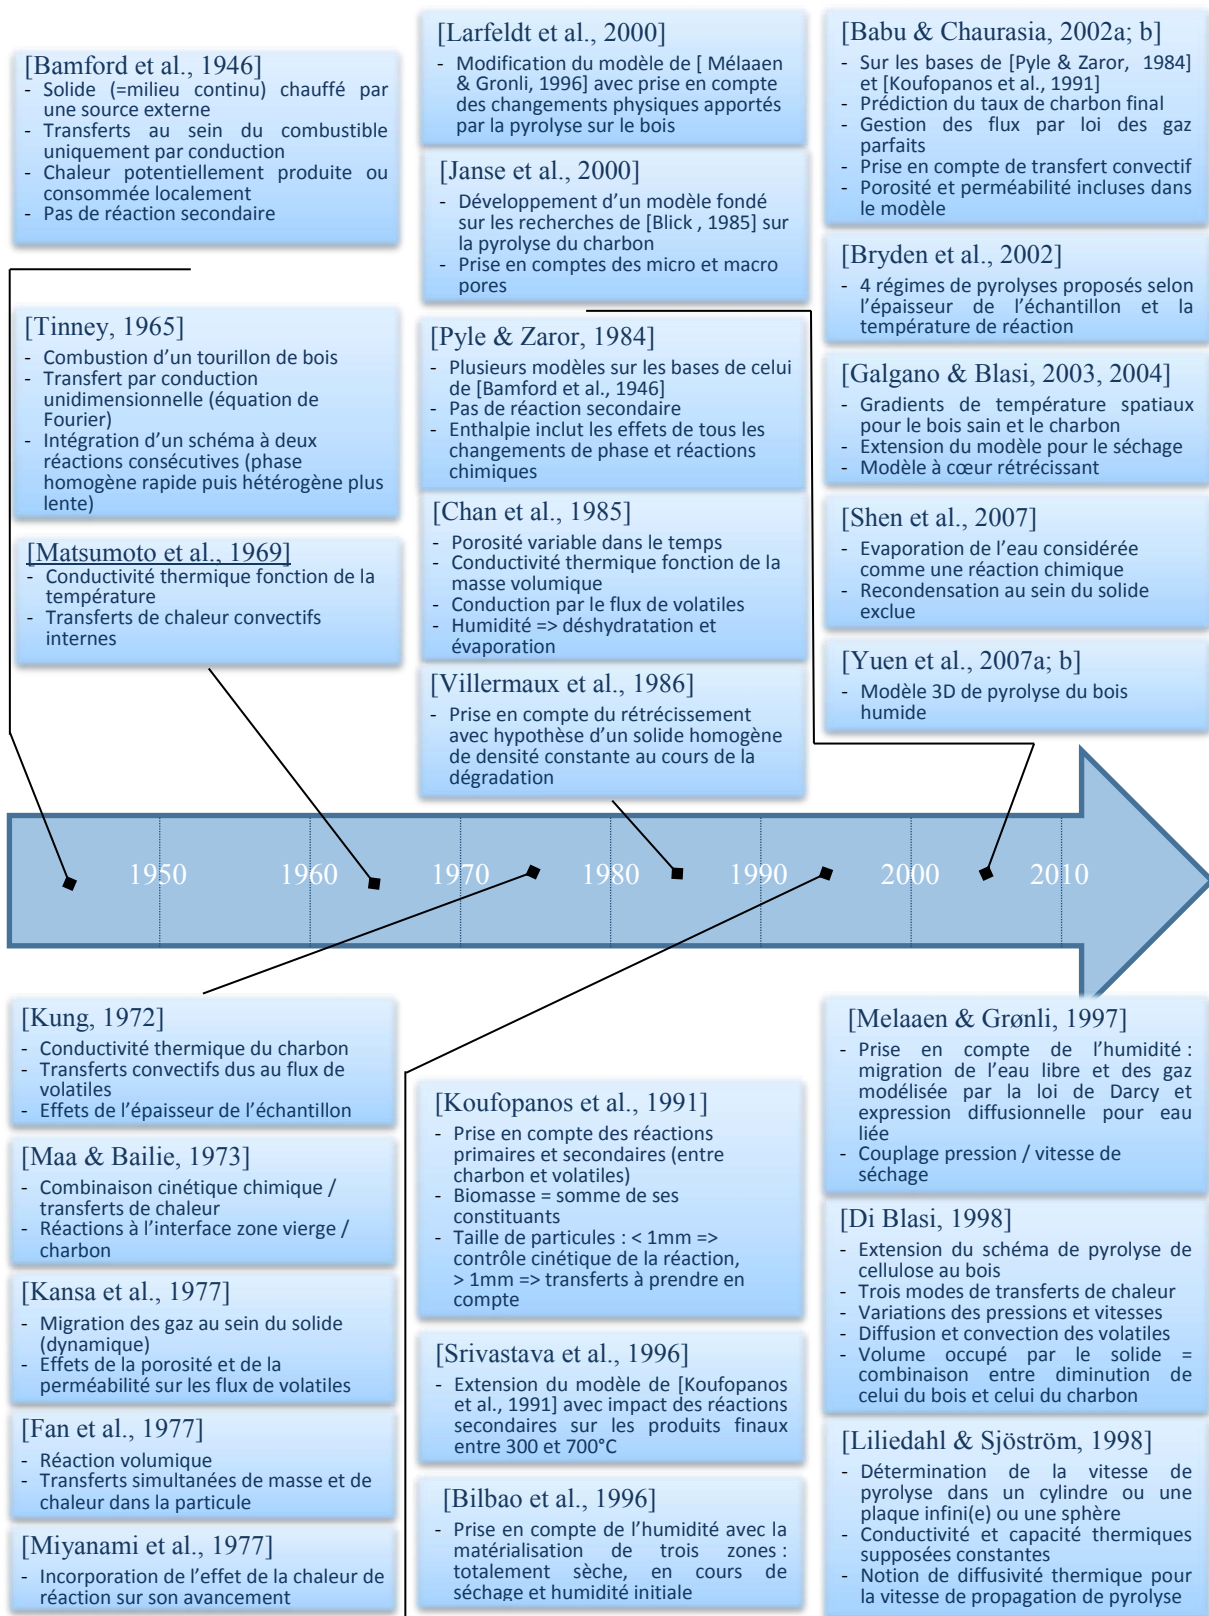 [Bamford et al., 1946]
- Solide (=milieu continu) chauffé par
une source externe
- Transferts au sein du combustible
uniquement par conduction
- Chaleur potentiellement produite ou
consommée localement
- Pas de réaction secondaire
[Tinney, 1965]
- Combustion d'un tourillon de bois
- Transfert par conduction
unidimensionnelle (équation de
Fourier)
- Intégration d'un schéma à deux
réactions consécutives (phase
homogène rapide puis hétérogène plus
lente)
[Matsumoto et al., 1969]
- Conductivité thermique fonction de la
température
- Transferts de chaleur convectifs
internes
[Larfeldt et al., 2000]
- Modification du modèle de [ Mélaaen
& Gronli, 1996] avec prise en compte
des changements physiques apportés
par la pyrolyse sur le bois
[Janse et al., 2000]
- Développement d'un modèle fondé
sur les recherches de [Blick , 1985] sur
la pyrolyse du charbon
- Prise en comptes des micro et macro
pores
[Pyle & Zaror, 1984]
- Plusieurs modèles sur les bases de celui
de [Bamford et al., 1946]
- Pas de réaction secondaire
- Enthalpie inclut les effets de tous les
changements de phase et réactions
chimiques
[Chan et al., 1985]
- Porosité variable dans le temps
- Conductivité thermique fonction de la
masse volumique
- Conduction par le flux de volatiles
- Humidité => déshydratation et
évaporation
[Villermaux et al., 1986]
- Prise en compte du rétrécissement
avec hypothèse d'un solide homogène
de densité constante au cours de la
dégradation
[Babu & Chaurasia, 2002a; b]
- Sur les bases de [Pyle & Zaror, 1984]
et [Koufopanos et al., 1991]
- Prédiction du taux de charbon final
- Gestion des flux par loi des gaz
parfaits
- Prise en compte de transfert convectif
- Porosité et perméabilité incluses dans
le modèle
[Bryden et al., 2002]
- 4 régimes de pyrolyses proposés selon
l'épaisseur de l'échantillon et la
température de réaction
[Galgano & Blasi, 2003, 2004]
- Gradients de température spatiaux
pour le bois sain et le charbon
- Extension du modèle pour le séchage
- Modèle à cœur rétrécissant
[Shen et al., 2007]
- Evaporation de l'eau considérée
comme une réaction chimique
- Recondensation au sein du solide
exclue
[Yuen et al., 2007a; b]
- Modèle 3D de pyrolyse du bois
humide
1950 1960 1970 1980 1990 2000 2010
[Kung, 1972]
- Conductivité thermique du charbon
- Transferts convectifs dus au flux de
volatiles
- Effets de l'épaisseur de l'échantillon
[Maa & Bailie, 1973]
- Combinaison cinétique chimique /
transferts de chaleur
- Réactions à l'interface zone vierge /
charbon
[Kansa et al., 1977]
- Migration des gaz au sein du solide
(dynamique)
- Effets de la porosité et de la
perméabilité sur les flux de volatiles
[Fan et al., 1977]
- Réaction volumique
- Transferts simultanées de masse et de
chaleur dans la particule
[Miyanami et al., 1977]
- Incorporation de l'effet de la chaleur de
réaction sur son avancement
[Koufopanos et al., 1991]
- Prise en compte des réactions
primaires et secondaires (entre
charbon et volatiles)
- Biomasse = somme de ses
constituants
- Taille de particules : < 1mm =>
contrôle cinétique de la réaction,
> 1mm => transferts à prendre en
compte
[Srivastava et al., 1996]
- Extension du modèle de [Koufopanos
et al., 1991] avec impact des réactions
secondaires sur les produits finaux
entre 300 et 700°C
[Bilbao et al., 1996]
- Prise en compte de l'humidité avec la
matérialisation de trois zones :
totalement sèche, en cours de
séchage et humidité initiale
[Melaaen & Grønli, 1997]
- Prise en compte de l'humidité :
migration de l'eau libre et des gaz
modélisée par la loi de Darcy et
expression diffusionnelle pour eau
liée
- Couplage pression / vitesse de
séchage
[Di Blasi, 1998]
- Extension du schéma de pyrolyse de
cellulose au bois
- Trois modes de transferts de chaleur
- Variations des pressions et vitesses
- Diffusion et convection des volatiles
- Volume occupé par le solide =
combinaison entre diminution de
celui du bois et celui du charbon
[Liliedahl & Sjöström, 1998]
- Détermination de la vitesse de
pyrolyse dans un cylindre ou une
plaque infini(e) ou une sphère
- Conductivité et capacité thermiques
supposées constantes
- Notion de diffusivité thermique pour
la vitesse de propagation de pyrolyse